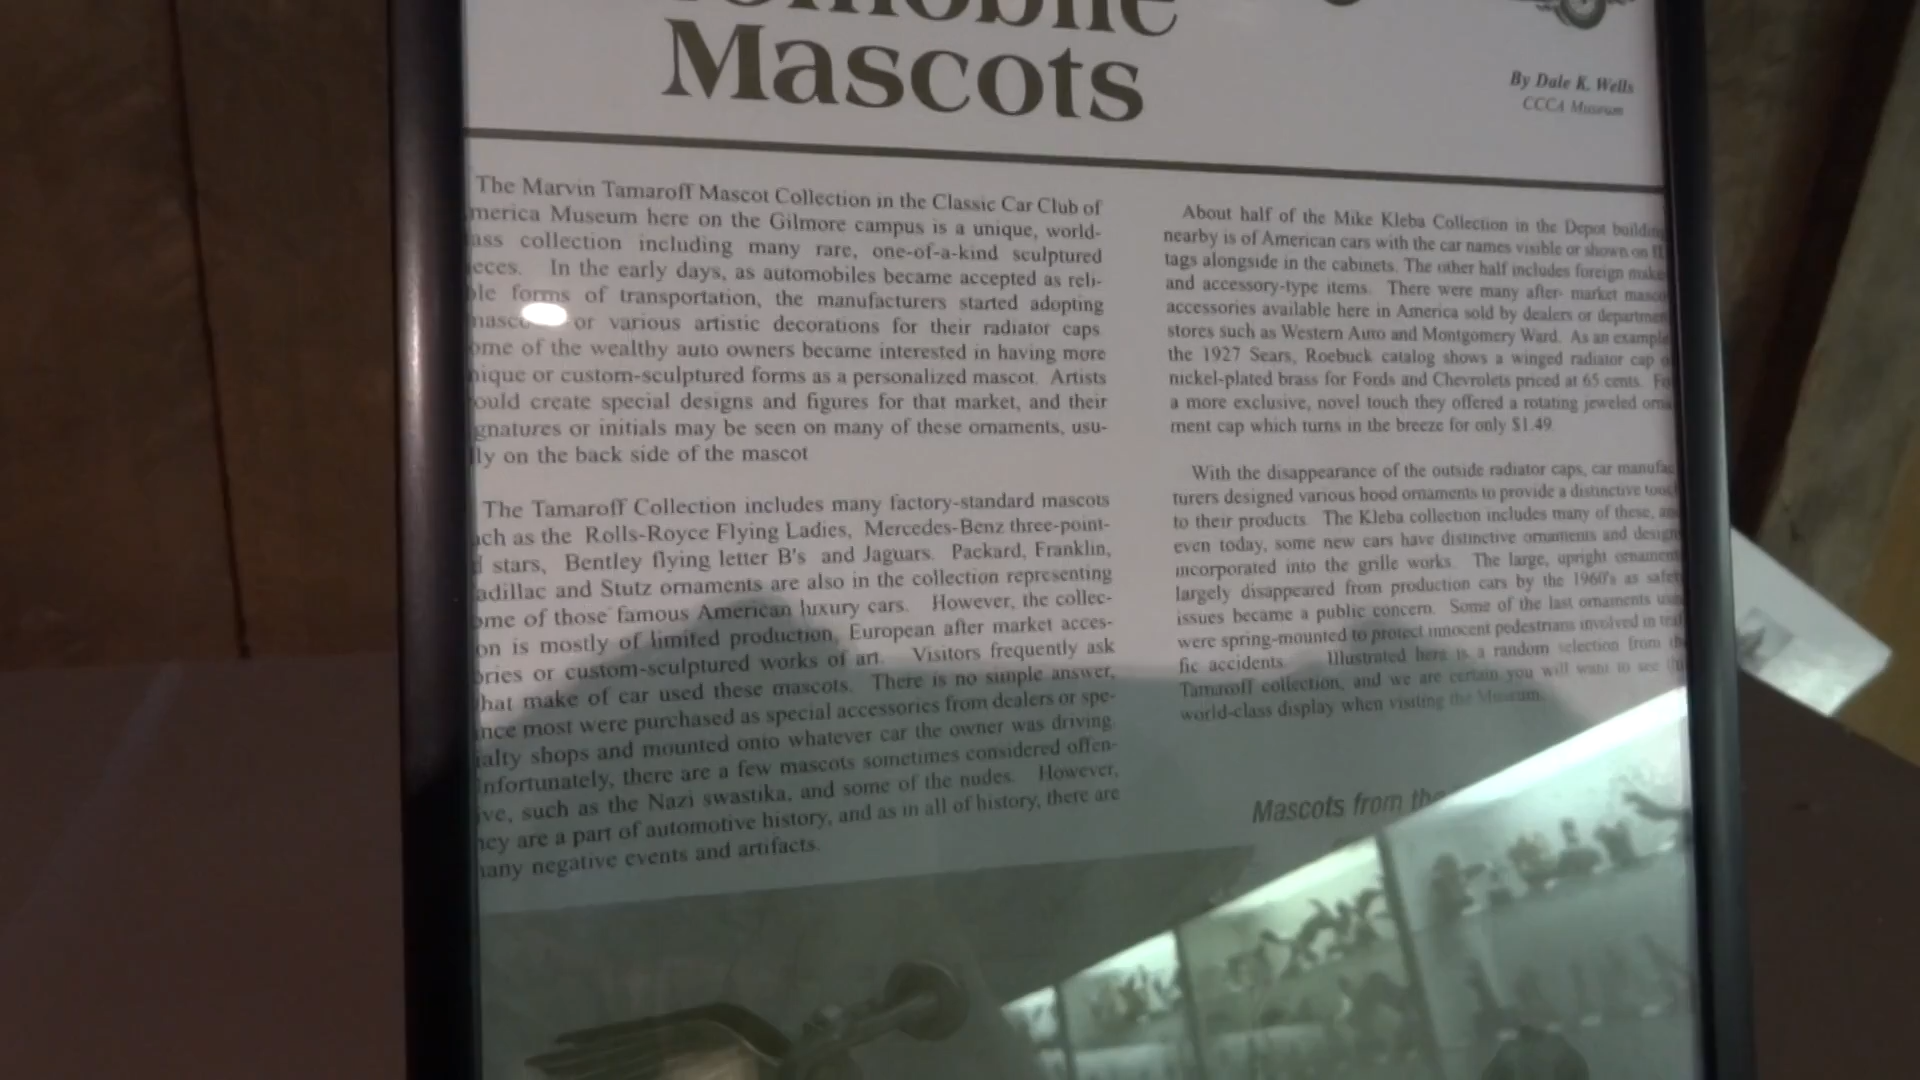 Mascots
By Dale K. Wells
CCCA Museum
The Marvin Tamaroff Mascot Collection in the Classic Car Club of
merica Museum here on the Gilmore campus is a unique, world-
ass collection including many rare, one-of-a-kind sculptured
eces. In the early days, as automobiles became accepted as reli-
le forms of transportation, the manufacturers started adopting
or various artistic decorations for their radiator caps
ome of the wealthy auto owners became interested in having more
nique or custom-sculptured forms as a personalized mascot. Artists
ould create special designs and figures for that market, and their
gnatures or initials may be seen on many of these ornaments, usu-
lly on the back side of the mascot
The Tamaroff Collection includes many factory-standard mascots
ch as the Rolls-Royce Flying Ladies, Mercedes-Benz three-point-
d stars, Bentley flying letter B's and Jaguars. Packard, Franklin,
adillac and Stutz ornaments are also in the collection representing
ome of those famous American luxury cars. However, the collec-
on is mostly of limited production, European after market acces-
ories or custom-sculptured works of art. Visitors frequently ask
hat make of car used these mascots. There is no simple answer,
nce most were purchased as special accessories from dealers or spe-
ialty shops and mounted onto whatever car the owner was driving.
nfortunately, there are a few mascots sometimes considered offen-
ive, such as the Nazi swastika, and some of the nudes. However,
hey are a part of automotive history, and as in all of history, there are
any negative events and artifacts.
About half of the Mike Kleba Collection in the Depot building
nearby is of American cars with the car names visible or shown on
tags alongside in the cabinets. The other half includes foreign make
and accessory-type items. There were many after- market masco
accessories available here in America sold by dealers or departmen
stores such as Western Auto and Montgomery Ward. As an example
the 1927 Sears, Roebuck catalog shows a winged radiator cap o
nickel-plated brass for Fords and Chevrolets priced at 65 cents. Fo
a more exclusive, novel touch they offered a rotating jeweled orna
ment cap which turns in the breeze for only $1.49
With the disappearance of the outside radiator caps, car manufac
turers designed various hood ornaments to provide a distinctive touc
to their products. The Kleba collection includes many of these, and
even today, some new cars have distinctive ornaments and design
incorporated into the grille works. The large, upright ornament
largely disappeared from production cars by the 1960's as safet
issues became a public concern. Some of the last ornaments use
were spring-mounted to protect innocent pedestrians involved in traf
fic accidents. Illustrated here is a random selection from the
Tamaroff collection, and we are certain you will want to see thi
world-class display when visiting the Museum.
Mascots from the